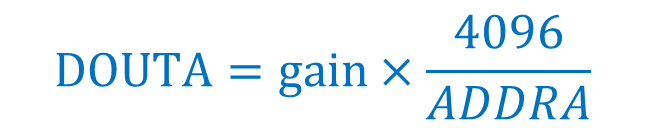 DOUTA = gain × 4096 / ADDRA